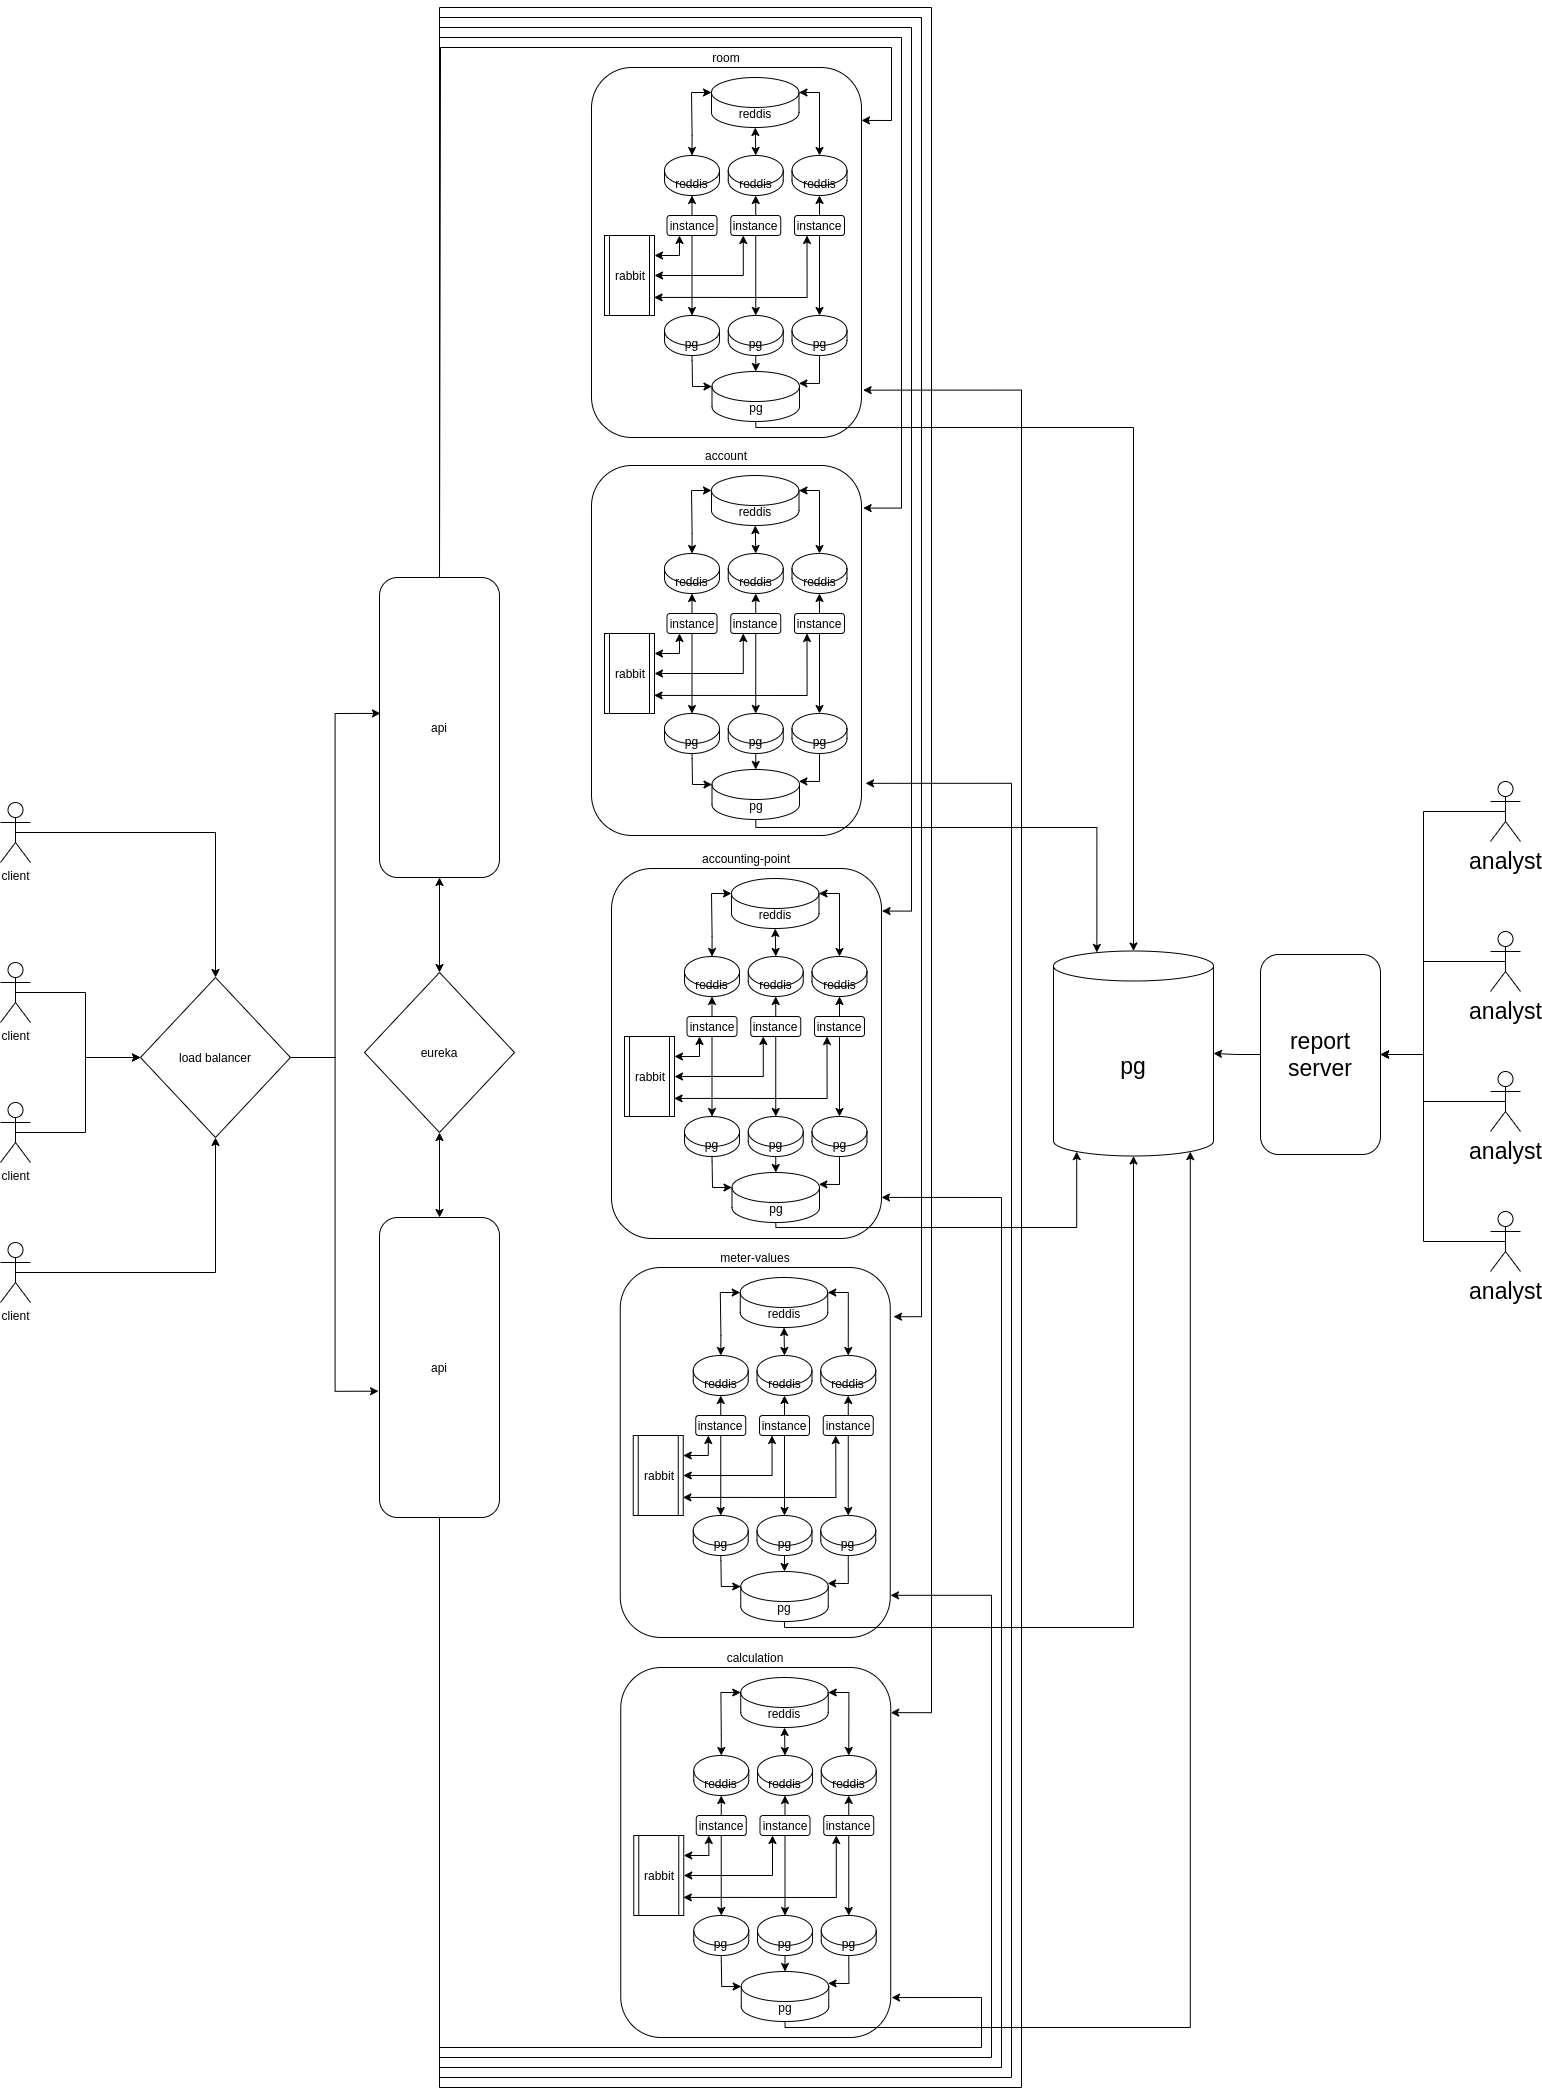 room
reddis
reddis
reddis
reddis
instance
instance
instance
rabbit
pg
pg
pg
pg
account
reddis
reddis
reddis
reddis
instance
instance
instance
rabbit
pg
pg
pg
pg
accounting-point
reddis
reddis
reddis
reddis
instance
instance
instance
rabbit
pg
pg
pg
pg
meter-values
reddis
reddis
reddis
reddis
instance
instance
instance
rabbit
pg
pg
pg
pg
calculation
reddis
reddis
reddis
reddis
instance
instance
instance
rabbit
pg
pg
pg
pg
client
client
client
client
load balancer
api
eureka
api
pg
report
server
analyst
analyst
analyst
analyst